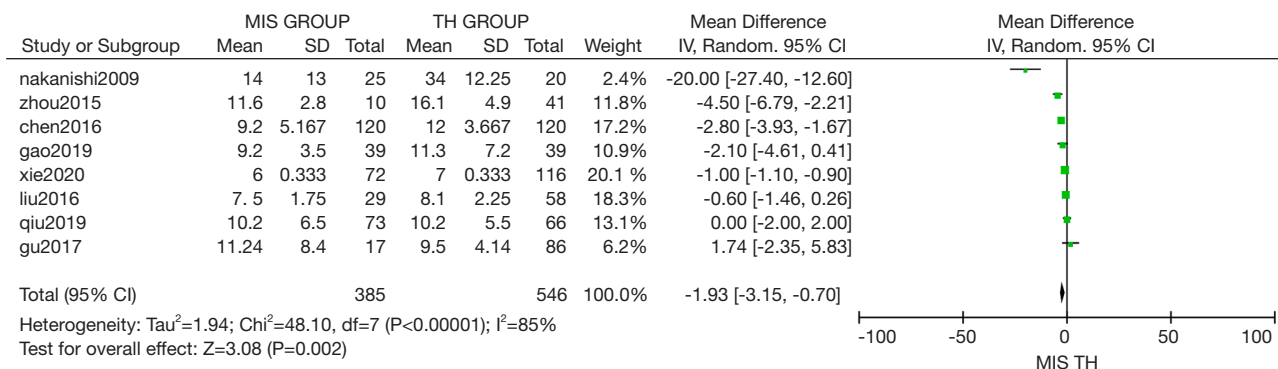 MIS GROUP TH GROUP Mean Difference Mean Difference
Study or Subgroup Mean SD Total Mean SD Total Weight IV, Random. 95% CI IV, Random. 95% CI
nakanishi2009 14 13 25 34 12.25 20 2.4% -20.00 [-27.40, -12.60]
zhou2015 11.6 2.8 10 16.1 4.9 41 11.8% -4.50 [-6.79, -2.21]
chen2016 9.2 5.167 120 12 3.667 120 17.2% -2.80 [-3.93, -1.67]
gao2019 9.2 3.5 39 11.3 7.2 39 10.9% -2.10 [-4.61, 0.41]
xie2020 6 0.333 72 7 0.333 116 20.1 % -1.00 [-1.10, -0.90]
liu2016 7. 5 1.75 29 8.1 2.25 58 18.3% -0.60 [-1.46, 0.26]
qiu2019 10.2 6.5 73 10.2 5.5 66 13.1% 0.00 [-2.00, 2.00]
gu2017 11.24 8.4 17 9.5 4.14 86 6.2% 1.74 [-2.35, 5.83]
Total (95% CI) 385 546 100.0% -1.93 [-3.15, -0.70]
Heterogeneity: Tau²=1.94; Chi²=48.10, df=7 (P<0.00001); I²=85%
Test for overall effect: Z=3.08 (P=0.002)
-100 -50 0 50 100
MIS TH